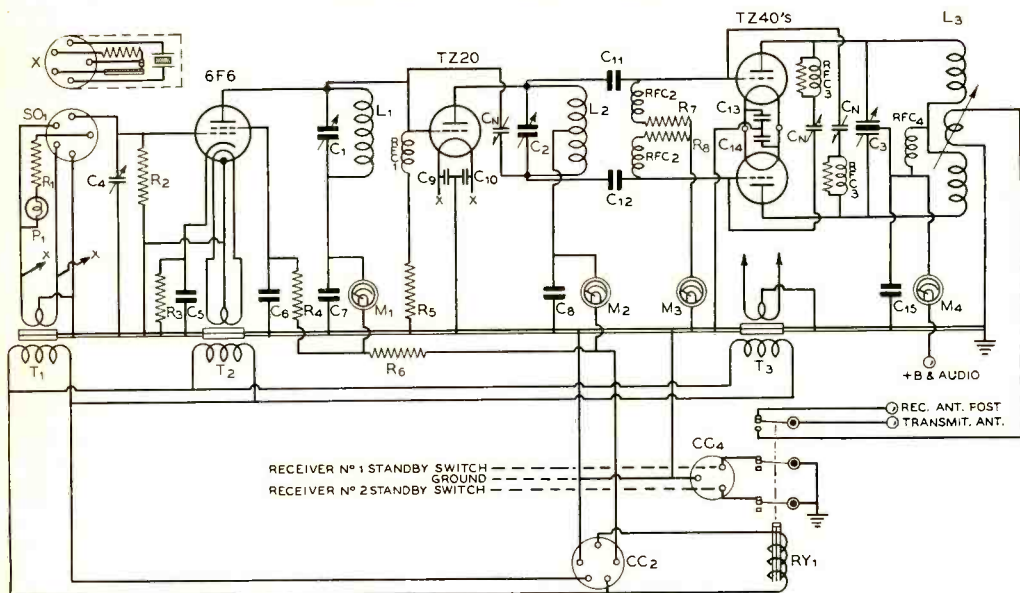 X
6F6
TZ20
TZ40's
L3
SO1
R1
P1
C4
R2
X
X
R3
C5
C6
R4
C7
C1
L1
M1
RFC1
R5
C9
C10
X
X
CN
C2
L2
C11
C12
RFC2
R7
R8
RFC2
C8
M2
M3
C13
C14
RFC3
CN
CN
RFC3
C3
RFC4
C15
M4
T1
T2
R6
T3
+B & AUDIO
REC. ANT. POST
TRANSMIT. ANT.
CC4
RECEIVER No 1 STANDBY SWITCH
GROUND
RECEIVER No 2 STANDBY SWITCH
CC2
RY1